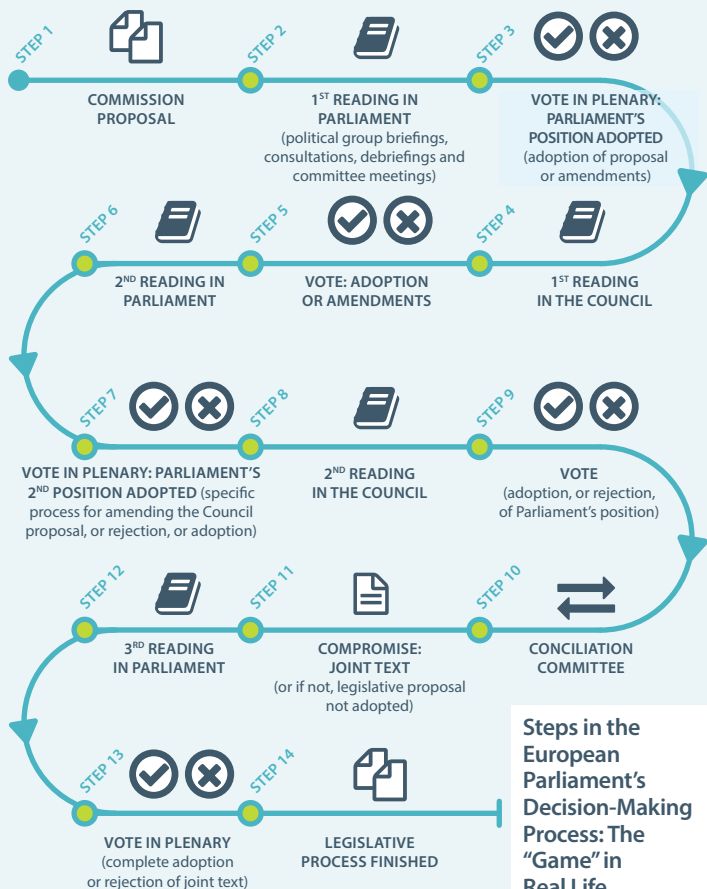 STEP 1
COMMISSION
PROPOSAL
STEP 2
1ST READING IN
PARLIAMENT
(political group briefings,
consultations, debriefings and
committee meetings)
STEP 3
VOTE IN PLENARY:
PARLIAMENT'S
POSITION ADOPTED
(adoption of proposal
or amendments)
STEP 4
1ST READING
IN THE COUNCIL
STEP 5
VOTE: ADOPTION
OR AMENDMENTS
STEP 6
2ND READING IN
PARLIAMENT
STEP 7
VOTE IN PLENARY: PARLIAMENT'S
2ND POSITION ADOPTED (specific
process for amending the Council
proposal, or rejection, or adoption)
STEP 8
2ND READING
IN THE COUNCIL
STEP 9
VOTE
(adoption, or rejection,
of Parliament's position)
STEP 10
CONCILIATION
COMMITTEE
STEP 11
COMPROMISE:
JOINT TEXT
(or if not, legislative proposal
not adopted)
STEP 12
3RD READING
IN PARLIAMENT
STEP 13
VOTE IN PLENARY
(complete adoption
or rejection of joint text)
STEP 14
LEGISLATIVE
PROCESS FINISHED
Steps in the
European
Parliament's
Decision-Making
Process: The
"Game" in
Real Life